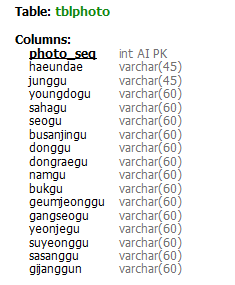 Table: tblphoto
Columns:
photo_seq int AI PK
haeundae varchar(45)
junggu varchar(45)
youngdogu varchar(60)
sahagu varchar(60)
seogu varchar(60)
busanjingu varchar(60)
donggu varchar(60)
dongraegu varchar(60)
namgu varchar(60)
bukgu varchar(60)
geumjeonggu varchar(60)
gangseogu varchar(60)
yeonjegu varchar(60)
suyeonggu varchar(60)
sasanggu varchar(60)
gijanggun varchar(60)